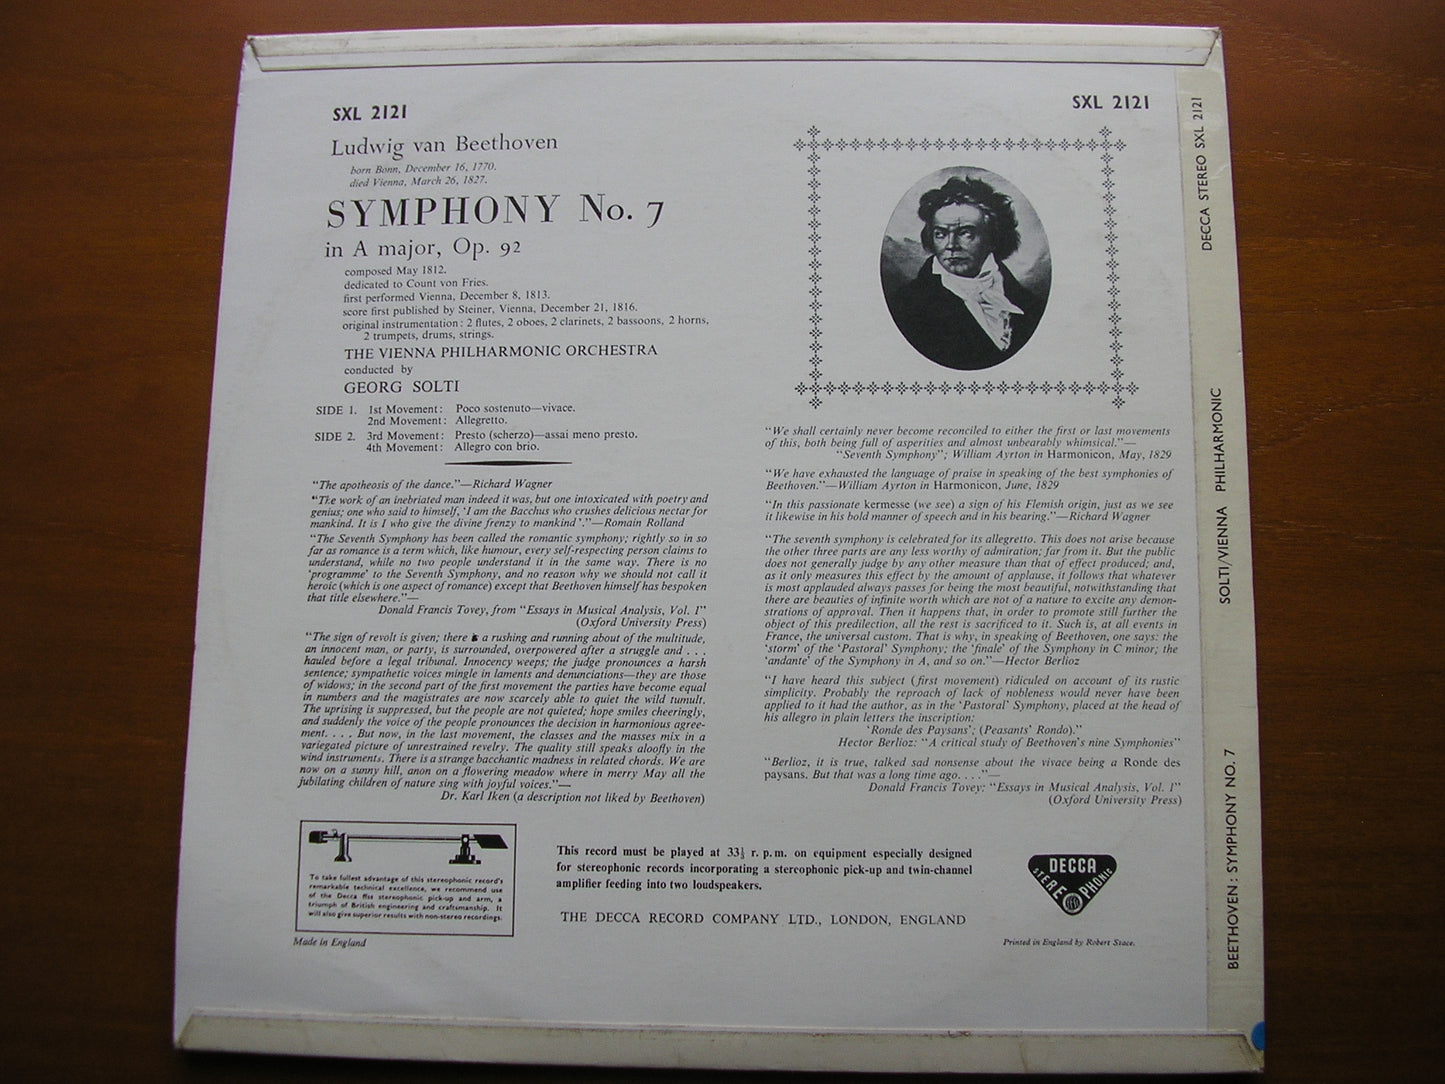 SXL 2121
Ludwig van Beethoven
born Bonn, December 16, 1770.
died Vienna, March 26, 1827.
SYMPHONY No. 7
in A major, Op. 92
composed May 1812.
dedicated to Count von Fries.
first performed Vienna, December 8, 1813.
score first published by Steiner, Vienna, December 21, 1816.
original instrumentation: 2 flutes, 2 oboes, 2 clarinets, 2 bassoons, 2 horns,
2 trumpets, drums, strings.
THE VIENNA PHILHARMONIC ORCHESTRA
conducted by
GEORG SOLTI
SIDE 1. 1st Movement: Poco sostenuto—vivace.
2nd Movement: Allegretto.
SIDE 2. 3rd Movement: Presto (scherzo)—assai meno presto.
4th Movement: Allegro con brio.
"The apotheosis of the dance."—Richard Wagner
"The work of an inebriated man indeed it was, but one intoxicated with poetry and
genius; one who said to himself, 'I am the Bacchus who crushes delicious nectar for
mankind. It is I who give the divine frenzy to mankind'."—Romain Rolland
"The Seventh Symphony has been called the romantic symphony; rightly so in so
far as romance is a term which, like humour, every self-respecting person claims to
understand, while no two people understand it in the same way. There is no
'programme' to the Seventh Symphony, and no reason why we should not call it
heroic (which is one aspect of romance) except that Beethoven himself has bespoken
that title elsewhere."—
Donald Francis Tovey, from "Essays in Musical Analysis, Vol. I"
(Oxford University Press)
"The sign of revolt is given; there is a rushing and running about of the multitude,
an innocent man, or party, is surrounded, overpowered after a struggle and . . .
hauled before a legal tribunal. Innocency weeps; the judge pronounces a harsh
sentence; sympathetic voices mingle in laments and denunciations—they are those
of widows; in the second part of the first movement the parties have become equal
in numbers and the magistrates are now scarcely able to quiet the wild tumult.
The uprising is suppressed, but the people are not quieted; hope smiles cheeringly,
and suddenly the voice of the people pronounces the decision in harmonious agree-
ment. . . . But now, in the last movement, the classes and the masses mix in a
variegated picture of unrestrained revelry. The quality still speaks aloofly in the
wind instruments. There is a strange bacchantic madness in related chords. We are
now on a sunny hill, anon on a flowering meadow where in merry May all the
jubilating children of nature sing with joyful voices."—
Dr. Karl Iken (a description not liked by Beethoven)
SXL 2121
"We shall certainly never become reconciled to either the first or last movements
of this, both being full of asperities and almost unbearably whimsical."—
"Seventh Symphony"; William Ayrton in Harmonicon, May, 1829
"We have exhausted the language of praise in speaking of the best symphonies of
Beethoven."—William Ayrton in Harmonicon, June, 1829
"In this passionate kermesse (we see) a sign of his Flemish origin, just as we see
it likewise in his bold manner of speech and in his bearing."—Richard Wagner
"The seventh symphony is celebrated for its allegretto. This does not arise because
the other three parts are any less worthy of admiration; far from it. But the public
does not generally judge by any other measure than that of effect produced; and,
as it only measures this effect by the amount of applause, it follows that whatever
is most applauded always passes for being the most beautiful, notwithstanding that
there are beauties of infinite worth which are not of a nature to excite any demon-
strations of approval. Then it happens that, in order to promote still further the
object of this predilection, all the rest is sacrificed to it. Such is, at all events in
France, the universal custom. That is why, in speaking of Beethoven, one says: the
'storm' of the 'Pastoral' Symphony; the 'finale' of the Symphony in C minor; the
'andante' of the Symphony in A, and so on."—Hector Berlioz
"I have heard this subject (first movement) ridiculed on account of its rustic
simplicity. Probably the reproach of lack of nobleness would never have been
applied to it had the author, as in the 'Pastoral' Symphony, placed at the head of
his allegro in plain letters the inscription:
'Ronde des Paysans'; (Peasants' Rondo)."
Hector Berlioz: "A critical study of Beethoven's nine Symphonies"
"Berlioz, it is true, talked sad nonsense about the vivace being a Ronde des
paysans. But that was a long time ago. . . ."—
Donald Francis Tovey: "Essays in Musical Analysis, Vol. I"
(Oxford University Press)
To take fullest advantage of this stereophonic record's
remarkable technical excellence, we recommend use
of the Decca ffss stereophonic pick-up and arm, a
triumph of British engineering and craftsmanship. It
will also give superior results with non-stereo recordings.
Made in England
This record must be played at 33⅓ r.p.m. on equipment especially designed
for stereophonic records incorporating a stereophonic pick-up and twin-channel
amplifier feeding into two loudspeakers.
THE DECCA RECORD COMPANY LTD., LONDON, ENGLAND
DECCA
STEREOPHONIC
Printed in England by Robert Stace.
DECCA STEREO SXL 2121
SOLTI/VIENNA PHILHARMONIC
BEETHOVEN: SYMPHONY NO. 7